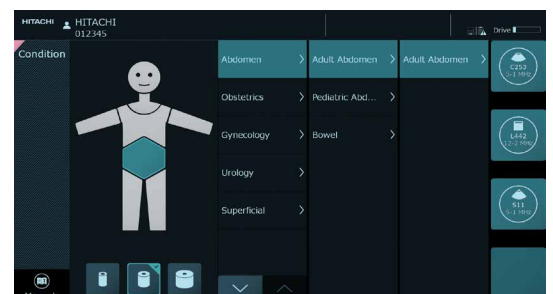 HITACHI
HITACHI
012345
Drive
Condition
Abdomen
Adult Abdomen
Adult Abdomen
Obstetrics
Pediatric Abd...
Gynecology
Bowel
Urology
Superficial
C253
5-1 MHz
L442
12-2 MHz
S11
5-1 MHz